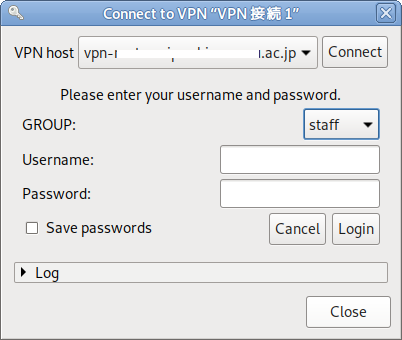 Connect to VPN “VPN 接続 1”
VPN host vpn- .ac.jp Connect
Please enter your username and password.
GROUP: staff
Username:
Password:
Save passwords Cancel Login
Log
Close